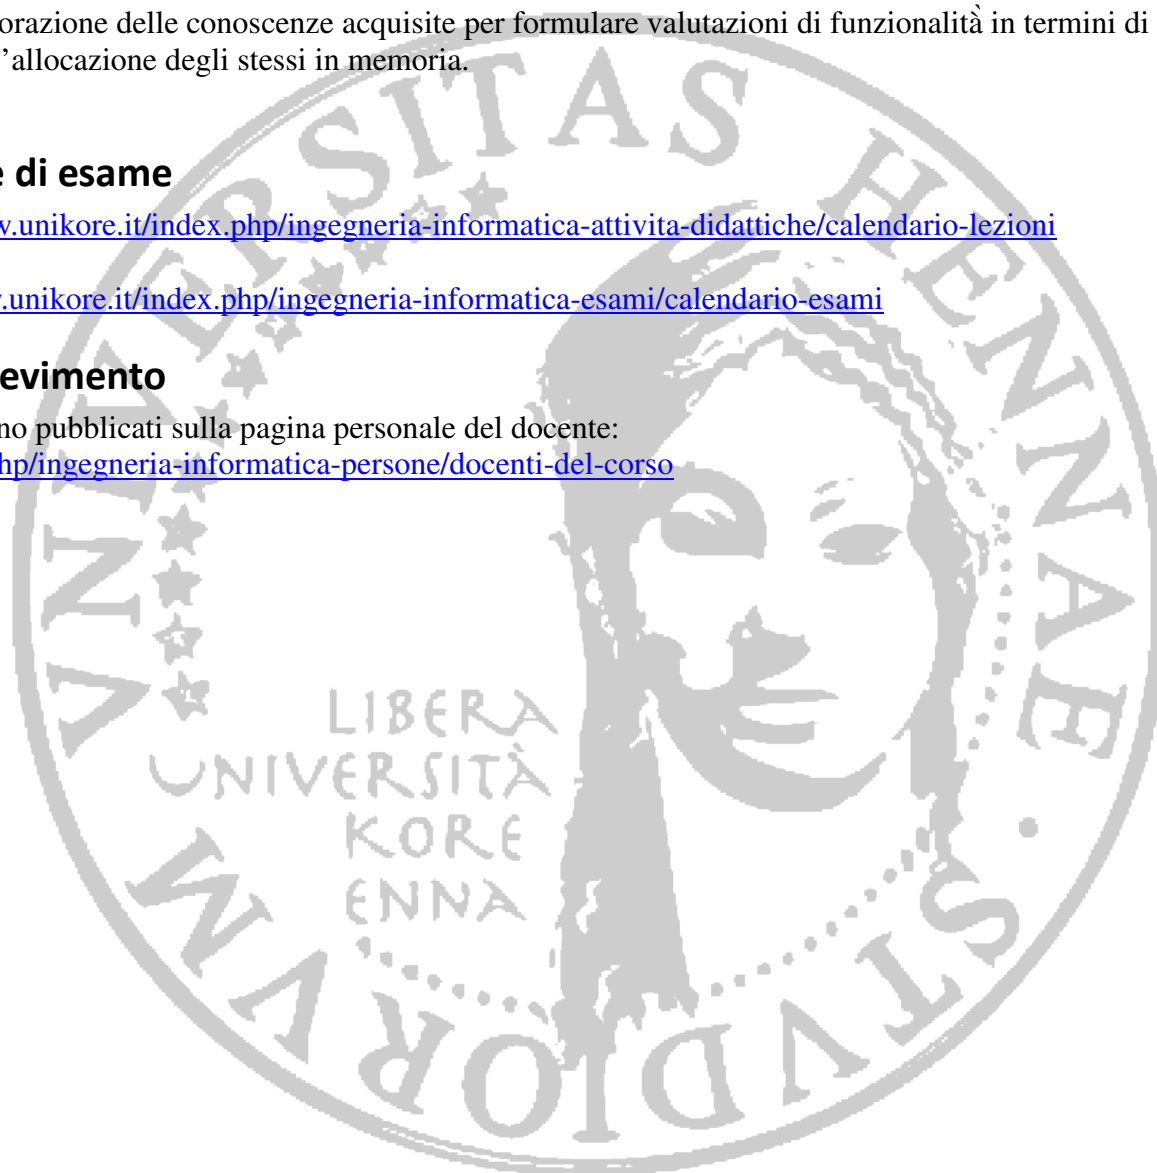 orazione delle conoscenze acquisite per formulare valutazioni di funzionalità in termini di
’allocazione degli stessi in memoria.
e di esame
w.unikore.it/index.php/ingegneria-informatica-attivita-didattiche/calendario-lezioni
.unikore.it/index.php/ingegneria-informatica-esami/calendario-esami
evimento
no pubblicati sulla pagina personale del docente:
hp/ingegneria-informatica-persone/docenti-del-corso
VNIVERSITAS HENNAE · STVDIORVM
LIBERA
UNIVERSITÀ
KORE
ENNA